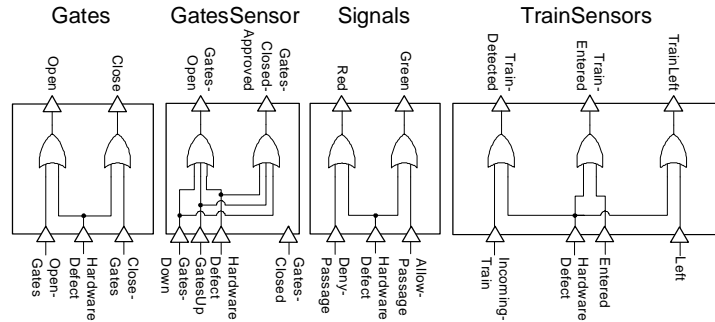 Gates
GatesSensor
Signals
TrainSensors
Open
Close
Gates-
Open
Gates-
Closed-
Approved
Red
Green
Train-
Detected
Train-
Entered
TrainLeft
Open-
Gates
Hardware
Defect
Close-
Gates
Gates-
Down
GatesUp
Hardware
Defect
Gates-
Closed
Deny-
Passage
Hardware
Defect
Allow-
Passage
Incoming-
Train
Hardware
Defect
Entered
Left